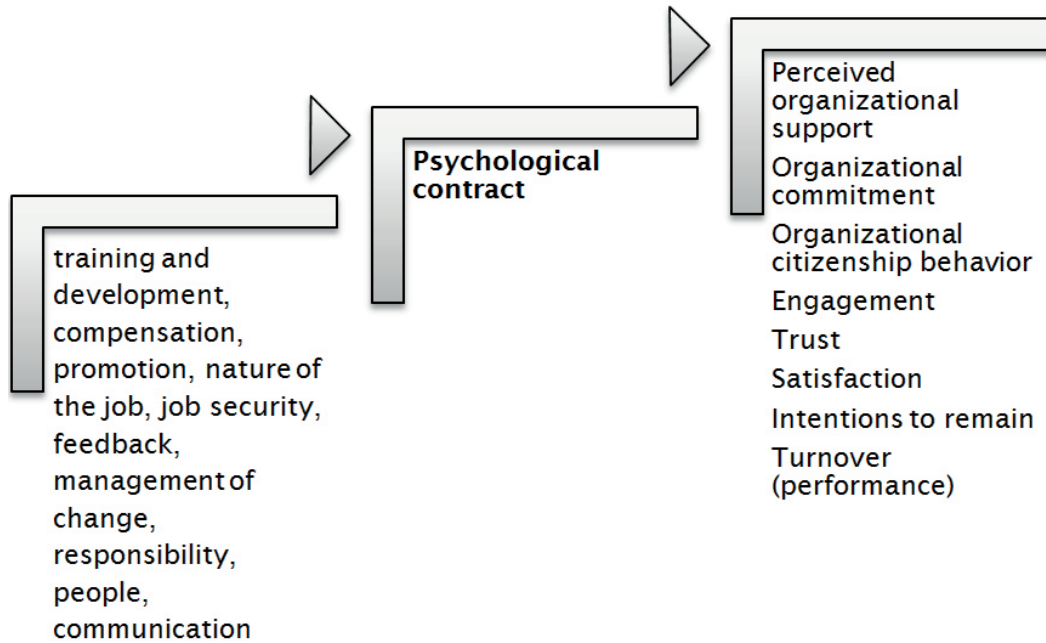 training and
development,
compensation,
promotion, nature of
the job, job security,
feedback,
management of
change,
responsibility,
people,
communication
Psychological
contract
Perceived
organizational
support
Organizational
commitment
Organizational
citizenship behavior
Engagement
Trust
Satisfaction
Intentions to remain
Turnover
(performance)